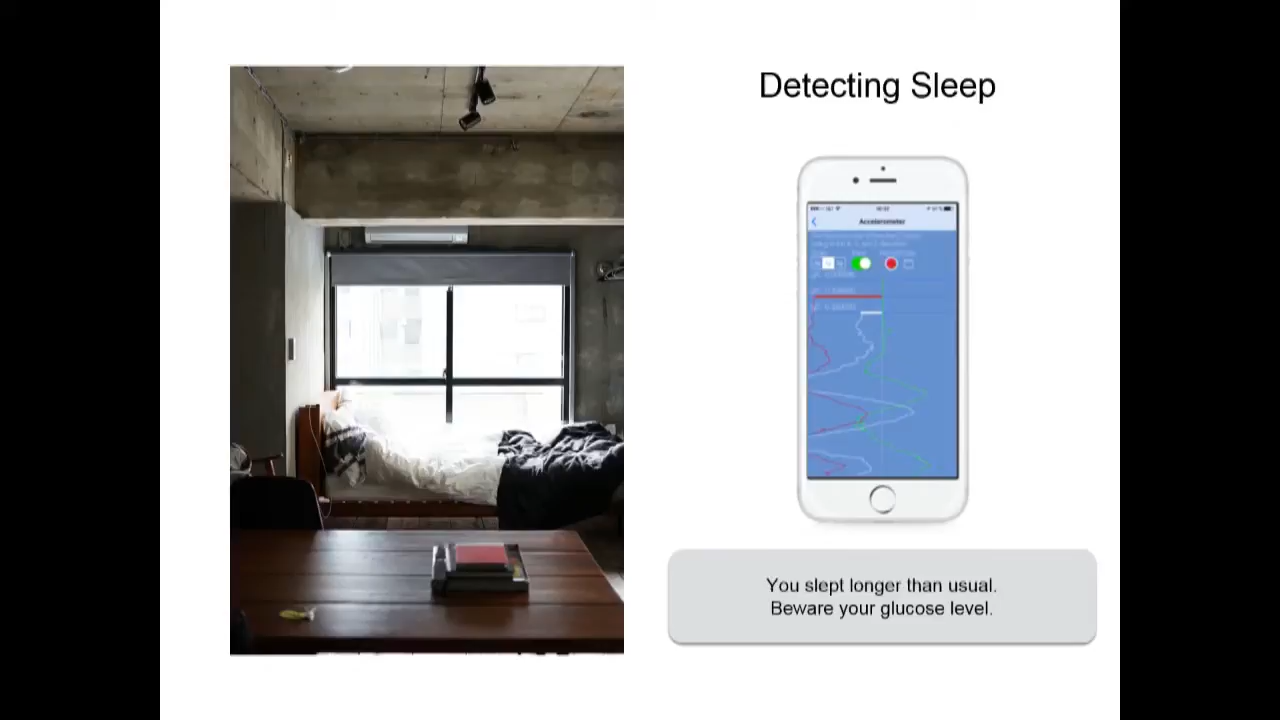 Detecting Sleep
Accelerometer
You slept longer than usual.
Beware your glucose level.